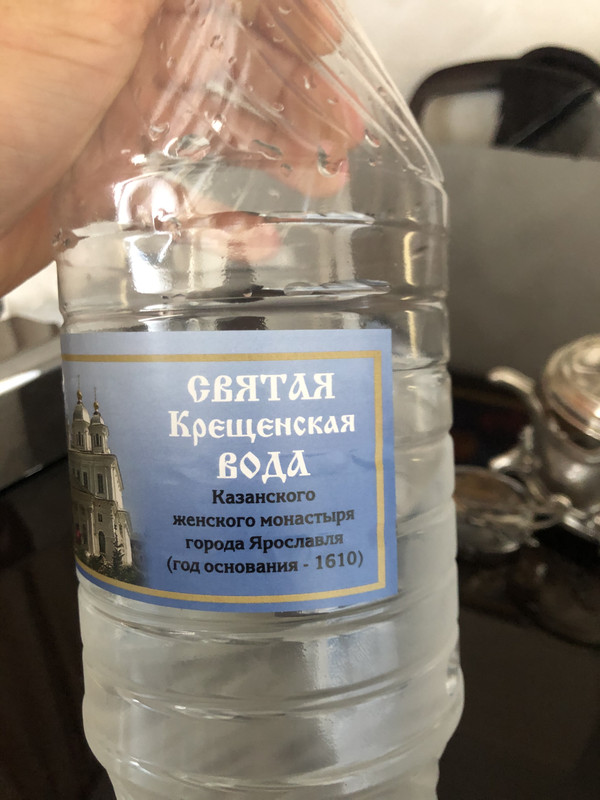 СВЯТАЯ
Крещенская
ВОДА
Казанского
женского монастыря
города Ярославля
(год основания - 1610)